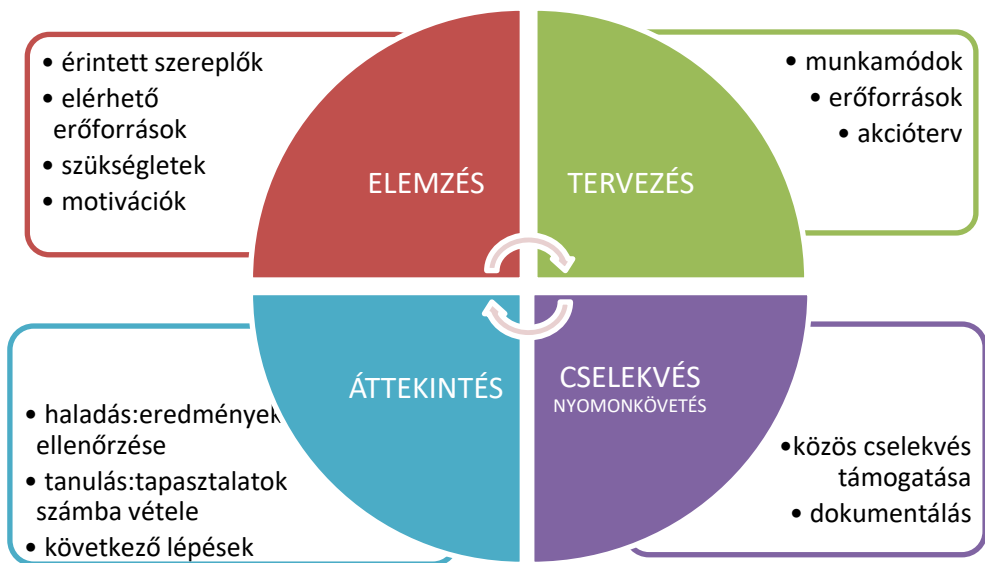 • érintett szereplők
• elérhető
erőforrások
• szükségletek
• motivációk
ELEMZÉS
TERVEZÉS
• munkamódok
• erőforrások
• akcióterv
ÁTTEKINTÉS
CSELEKVÉS
NYOMONKÖVETÉS
• haladás:eredmények
ellenőrzése
• tanulás:tapasztalatok
számba vétele
• következő lépések
•közös cselekvés
támogatása
• dokumentálás